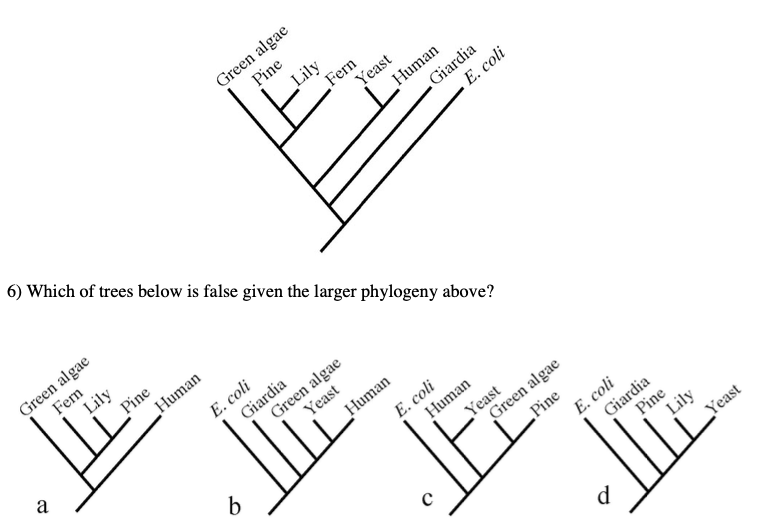 Green algae Pine Lily Fern Yeast Human Giardia E. coli
6) Which of trees below is false given the larger phylogeny above?
Green algae Fern Lily Pine Human
E. coli Giardia Green algae Yeast Human
E. coli Human Yeast Green algae Pine
E. coli Giardia Pine Lily Yeast
a b c d